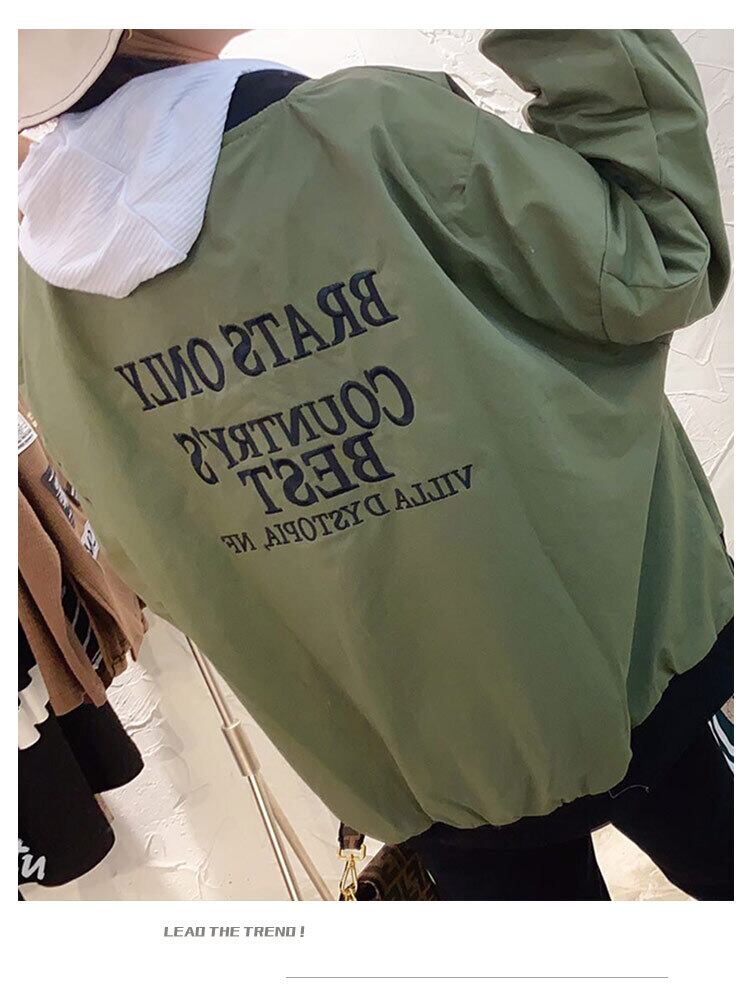 BRATS ONLY
COUNTRY'S
BEST
VILLA DYSTOPIA, NF
LEAD THE TREND!